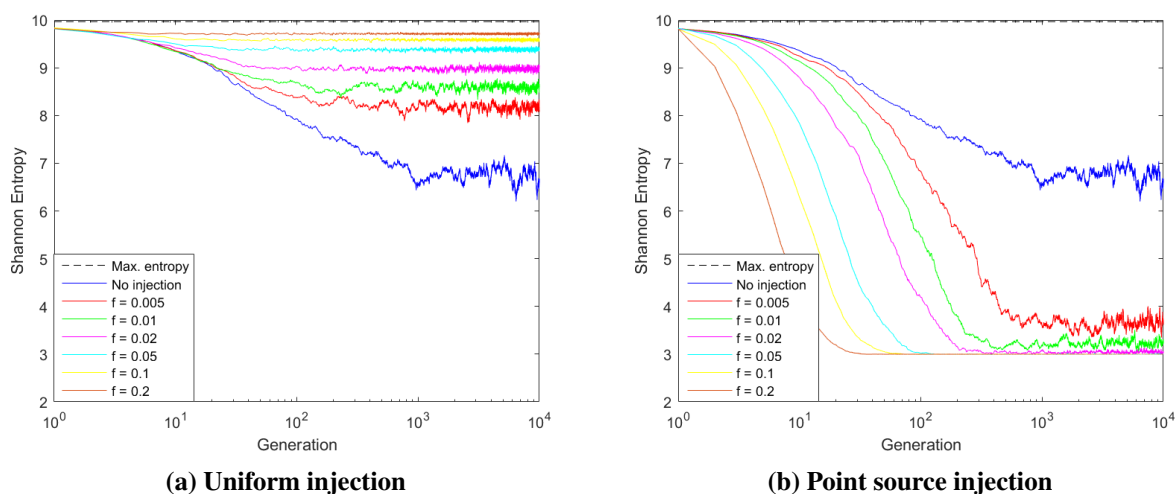 10
9
8
7
6
5
4
3
2
Shannon Entropy
Max. entropy
No injection
f = 0.005
f = 0.01
f = 0.02
f = 0.05
f = 0.1
f = 0.2
10^0 10^1 10^2 10^3 10^4
Generation
(a) Uniform injection
10
9
8
7
6
5
4
3
2
Shannon Entropy
Max. entropy
No injection
f = 0.005
f = 0.01
f = 0.02
f = 0.05
f = 0.1
f = 0.2
10^0 10^1 10^2 10^3 10^4
Generation
(b) Point source injection